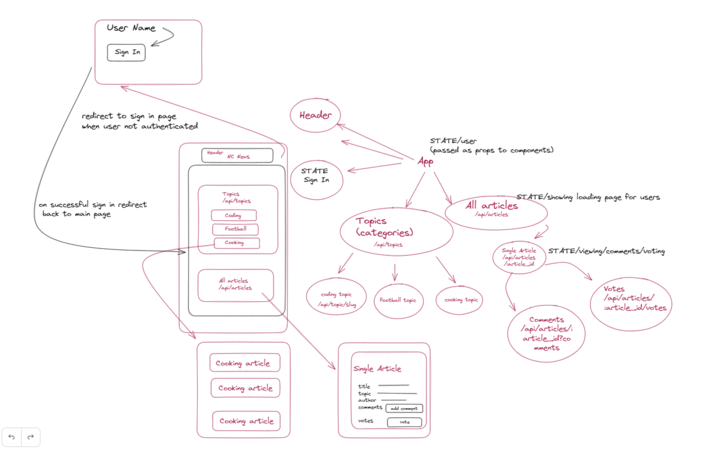 User Name
Sign In
redirect to sign in page
when user not authenticated
on successful sign in redirect
back to main page
Header
NC News
Topics
/api/topics
Coding
Football
Cooking
All articles
/api/articles
Cooking article
Cooking article
Cooking article
Single Article
title
topic
author
comments
add comment
votes
vote
Header
STATE
Sign In
STATE/user
(passed as props to components)
App
STATE/showing loading page for users
All articles
/api/articles
Topics
(categories)
/api/topics
coding topic
/api/topic/slug
Football topic
cooking topic
Single Article
/api/articles
/article_id
STATE/viewing/comments/voting
Comments
/api/articles/:
article_id?co
mments
Votes
/api/articles/
:article_id/votes